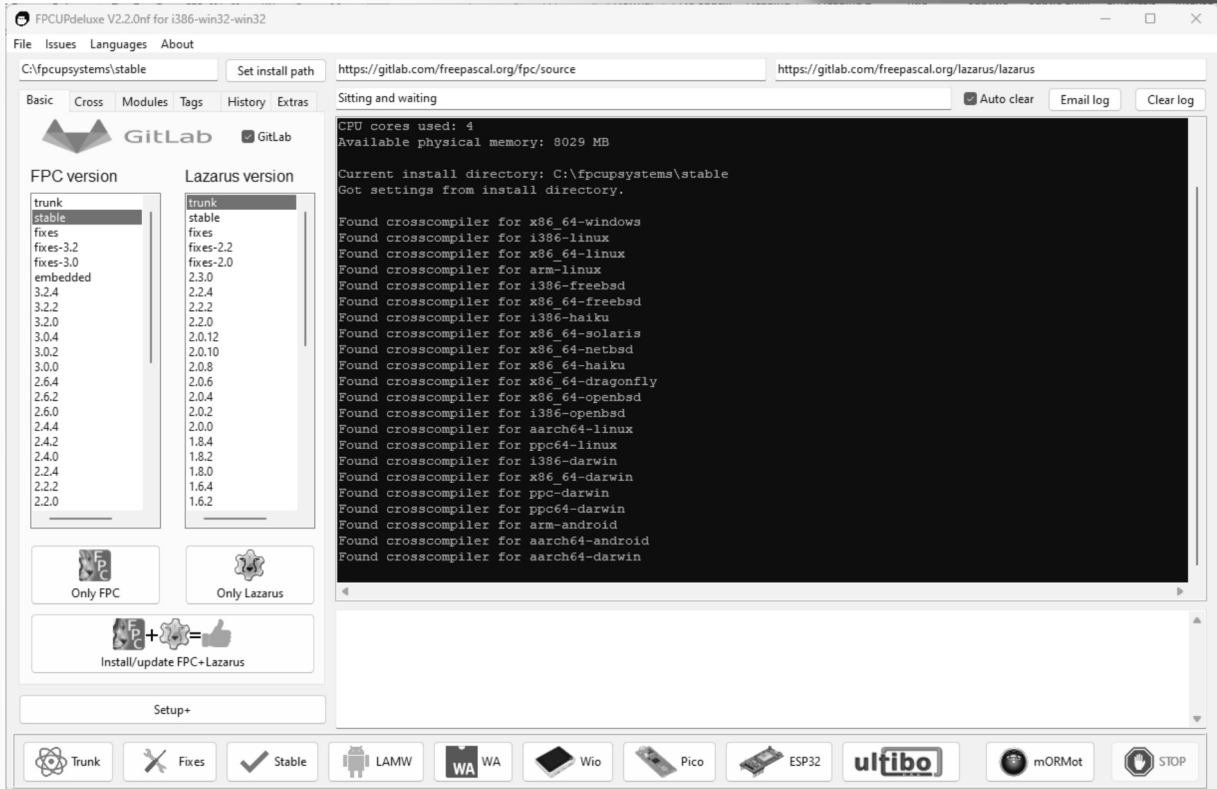 FPCUPdeluxe V2.2.0nf for i386-win32-win32
File Issues Languages About
C:\fpcupsystems\stable Set install path https://gitlab.com/freepascal.org/fpc/source https://gitlab.com/freepascal.org/lazarus/lazarus
Basic Cross Modules Tags History Extras Sitting and waiting Auto clear Email log Clear log
GitLab GitLab
FPC version Lazarus version
trunk trunk
stable stable
fixes fixes
fixes-3.2 fixes-2.2
fixes-3.0 fixes-2.0
embedded 2.3.0
3.2.4 2.2.4
3.2.2 2.2.2
3.2.0 2.2.0
3.0.4 2.0.12
3.0.2 2.0.10
3.0.0 2.0.8
2.6.4 2.0.6
2.6.2 2.0.4
2.6.0 2.0.2
2.4.4 2.0.0
2.4.2 1.8.4
2.4.0 1.8.2
2.2.4 1.8.0
2.2.2 1.6.4
2.2.0 1.6.2
FPC
Only FPC Only Lazarus
FPC + =
Install/update FPC+Lazarus
Setup+
CPU cores used: 4
Available physical memory: 8029 MB
Current install directory: C:\fpcupsystems\stable
Got settings from install directory.
Found crosscompiler for x86_64-windows
Found crosscompiler for i386-linux
Found crosscompiler for x86_64-linux
Found crosscompiler for arm-linux
Found crosscompiler for i386-freebsd
Found crosscompiler for x86_64-freebsd
Found crosscompiler for i386-haiku
Found crosscompiler for x86_64-solaris
Found crosscompiler for x86_64-netbsd
Found crosscompiler for x86_64-haiku
Found crosscompiler for x86_64-dragonfly
Found crosscompiler for x86_64-openbsd
Found crosscompiler for i386-openbsd
Found crosscompiler for aarch64-linux
Found crosscompiler for ppc64-linux
Found crosscompiler for i386-darwin
Found crosscompiler for x86_64-darwin
Found crosscompiler for ppc-darwin
Found crosscompiler for ppc64-darwin
Found crosscompiler for arm-android
Found crosscompiler for aarch64-android
Found crosscompiler for aarch64-darwin
Trunk Fixes Stable LAMW WA WA Wio Pico ESP32 ultibo mORMot STOP